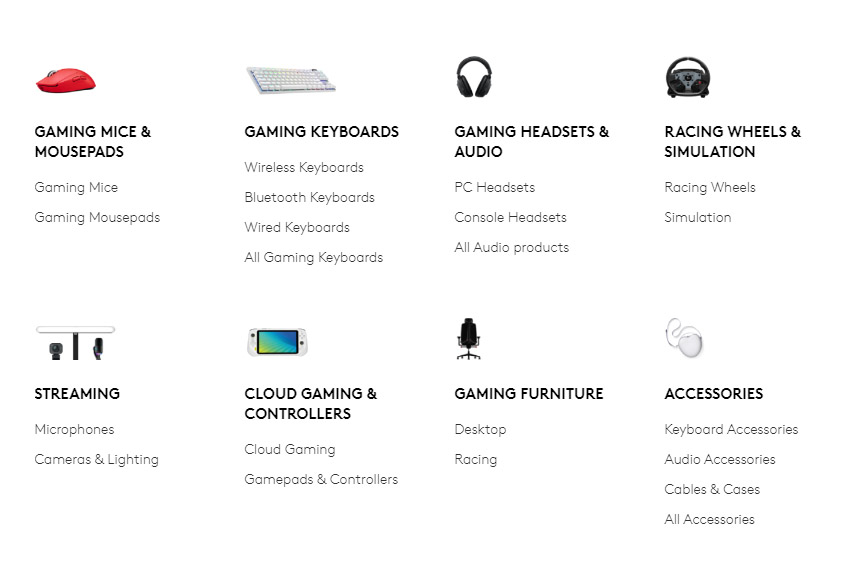 GAMING MICE &
MOUSEPADS
Gaming Mice
Gaming Mousepads
GAMING KEYBOARDS
Wireless Keyboards
Bluetooth Keyboards
Wired Keyboards
All Gaming Keyboards
GAMING HEADSETS &
AUDIO
PC Headsets
Console Headsets
All Audio products
RACING WHEELS &
SIMULATION
Racing Wheels
Simulation
STREAMING
Microphones
Cameras & Lighting
CLOUD GAMING &
CONTROLLERS
Cloud Gaming
Gamepads & Controllers
GAMING FURNITURE
Desktop
Racing
ACCESSORIES
Keyboard Accessories
Audio Accessories
Cables & Cases
All Accessories